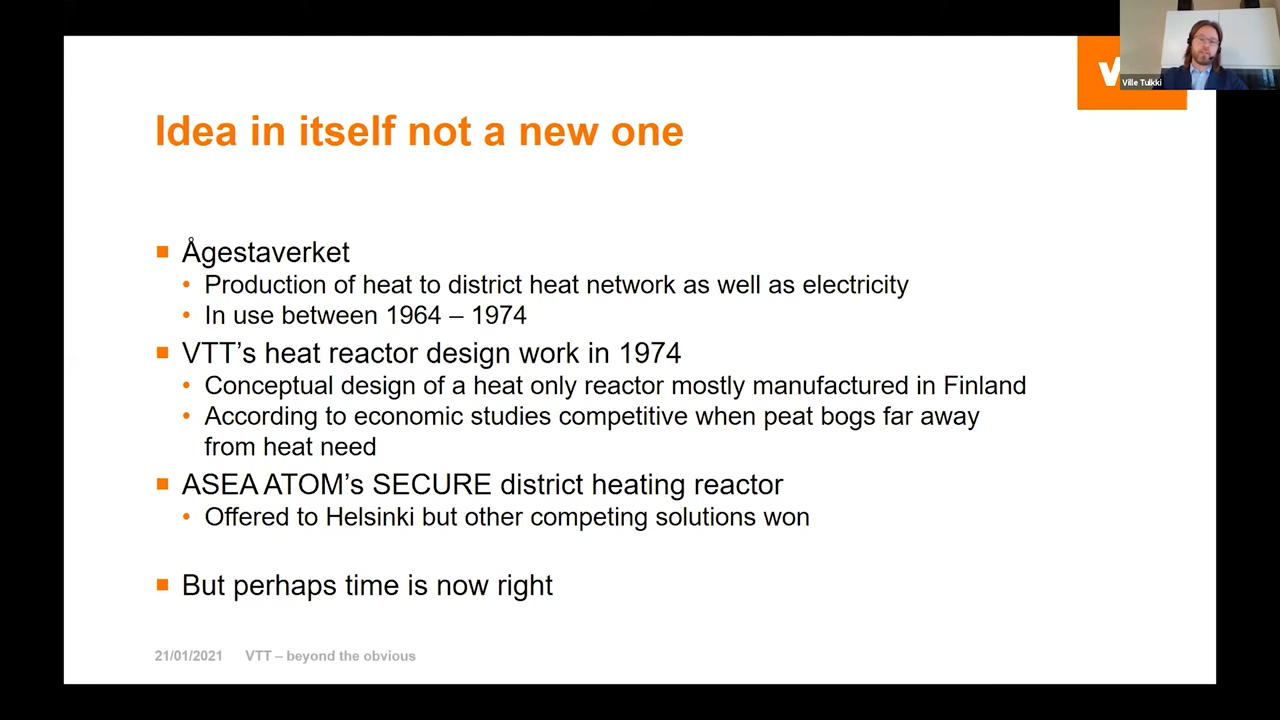 Ville Tulkki
Idea in itself not a new one
Ågestaverket
Production of heat to district heat network as well as electricity
In use between 1964 – 1974
VTT's heat reactor design work in 1974
Conceptual design of a heat only reactor mostly manufactured in Finland
According to economic studies competitive when peat bogs far away
from heat need
ASEA ATOM's SECURE district heating reactor
Offered to Helsinki but other competing solutions won
But perhaps time is now right
21/01/2021 VTT – beyond the obvious